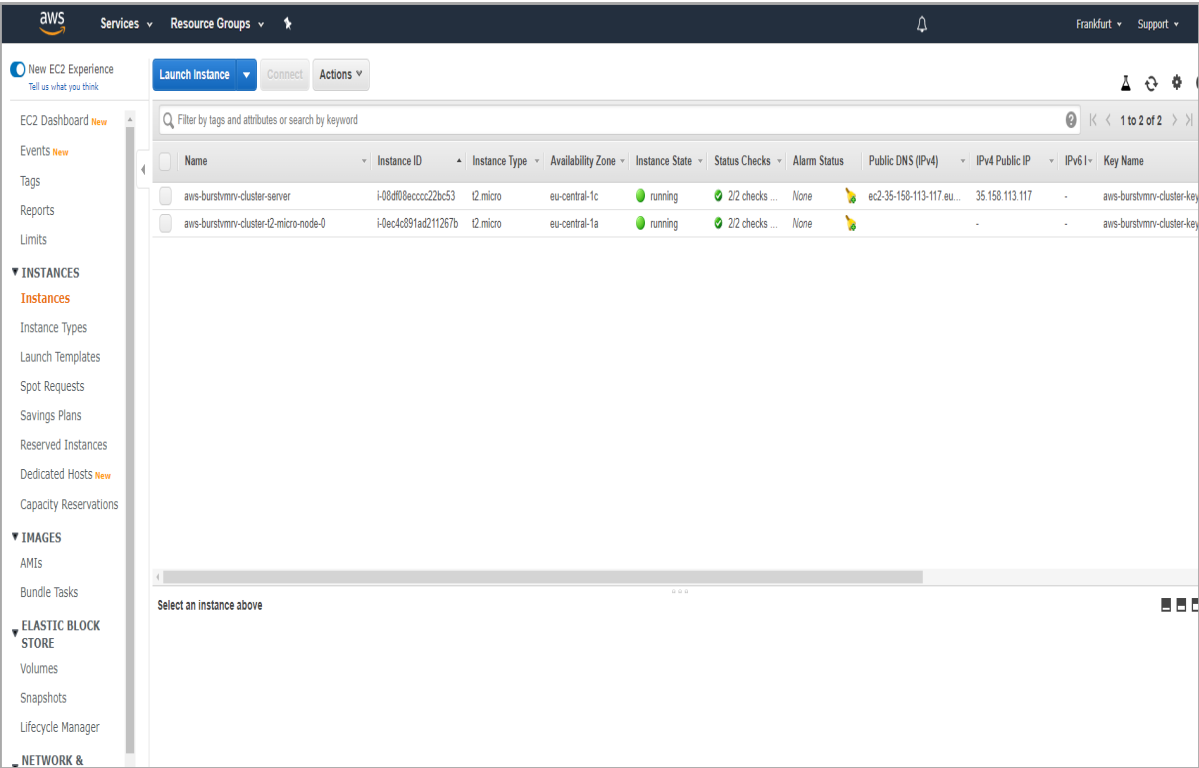 aws Services Resource Groups Frankfurt Support
New EC2 Experience
Tell us what you think
Launch Instance Connect Actions
EC2 Dashboard New
Events New
Tags
Reports
Limits
INSTANCES
Instances
Instance Types
Launch Templates
Spot Requests
Savings Plans
Reserved Instances
Dedicated Hosts New
Capacity Reservations
IMAGES
AMIs
Bundle Tasks
ELASTIC BLOCK
STORE
Volumes
Snapshots
Lifecycle Manager
NETWORK &
Filter by tags and attributes or search by keyword 1 to 2 of 2
Name Instance ID Instance Type Availability Zone Instance State Status Checks Alarm Status Public DNS (IPv4) IPv4 Public IP IPv6 I Key Name
aws-burstvmrv-cluster-server i-08df08ecccc22bc53 t2.micro eu-central-1c running 2/2 checks ... None ec2-35-158-113-117.eu... 35.158.113.117 - aws-burstvmrv-cluster-key
aws-burstvmrv-cluster-t2-micro-node-0 i-0ec4c891ad211267b t2.micro eu-central-1a running 2/2 checks ... None - - aws-burstvmrv-cluster-key
Select an instance above